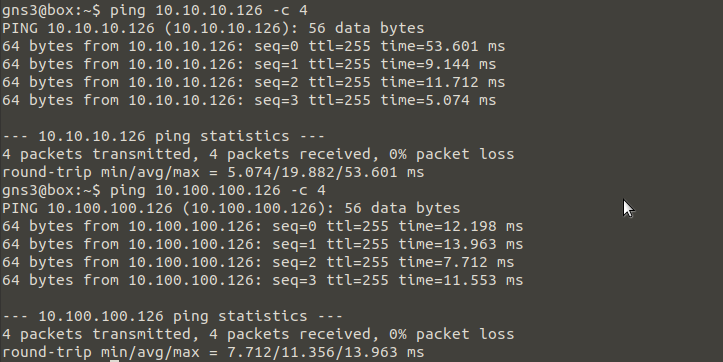 gns3@box:~$ ping 10.10.10.126 -c 4
PING 10.10.10.126 (10.10.10.126): 56 data bytes
64 bytes from 10.10.10.126: seq=0 ttl=255 time=53.601 ms
64 bytes from 10.10.10.126: seq=1 ttl=255 time=9.144 ms
64 bytes from 10.10.10.126: seq=2 ttl=255 time=11.712 ms
64 bytes from 10.10.10.126: seq=3 ttl=255 time=5.074 ms

--- 10.10.10.126 ping statistics ---
4 packets transmitted, 4 packets received, 0% packet loss
round-trip min/avg/max = 5.074/19.882/53.601 ms
gns3@box:~$ ping 10.100.100.126 -c 4
PING 10.100.100.126 (10.100.100.126): 56 data bytes
64 bytes from 10.100.100.126: seq=0 ttl=255 time=12.198 ms
64 bytes from 10.100.100.126: seq=1 ttl=255 time=13.963 ms
64 bytes from 10.100.100.126: seq=2 ttl=255 time=7.712 ms
64 bytes from 10.100.100.126: seq=3 ttl=255 time=11.553 ms

--- 10.100.100.126 ping statistics ---
4 packets transmitted, 4 packets received, 0% packet loss
round-trip min/avg/max = 7.712/11.356/13.963 ms